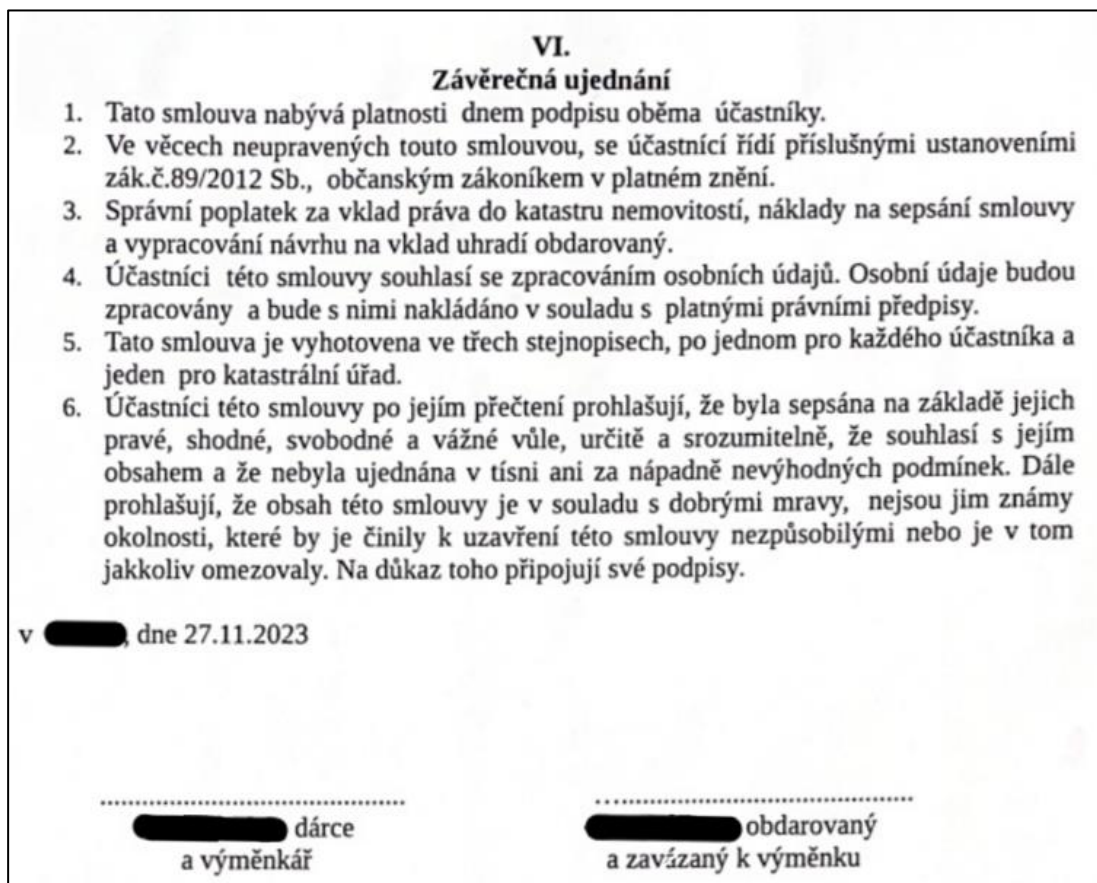 VI.
Závěrečná ujednání
1. Tato smlouva nabývá platnosti dnem podpisu oběma účastníky.
2. Ve věcech neupravených touto smlouvou, se účastnící řídí příslušnými ustanoveními
zák.č.89/2012 Sb., občanským zákoníkem v platném znění.
3. Správní poplatek za vklad práva do katastru nemovitostí, náklady na sepsání smlouvy
a vypracování návrhu na vklad uhradí obdarovaný.
4. Účastníci této smlouvy souhlasí se zpracováním osobních údajů. Osobní údaje budou
zpracovány a bude s nimi nakládáno v souladu s platnými právními předpisy.
5. Tato smlouva je vyhotovena ve třech stejnopisech, po jednom pro každého účastníka a
jeden pro katastrální úřad.
6. Účastníci této smlouvy po jejím přečtení prohlašují, že byla sepsána na základě jejich
pravé, shodné, svobodné a vážné vůle, určitě a srozumitelně, že souhlasí s jejím
obsahem a že nebyla ujednána v tísni ani za nápadně nevýhodných podmínek. Dále
prohlašují, že obsah této smlouvy je v souladu s dobrými mravy, nejsou jim známy
okolnosti, které by je činily k uzavření této smlouvy nezpůsobilými nebo je v tom
jakkoliv omezovaly. Na důkaz toho připojují své podpisy.
v , dne 27.11.2023
dárce
a výměnkář
obdarovaný
a zavázaný k výměnku